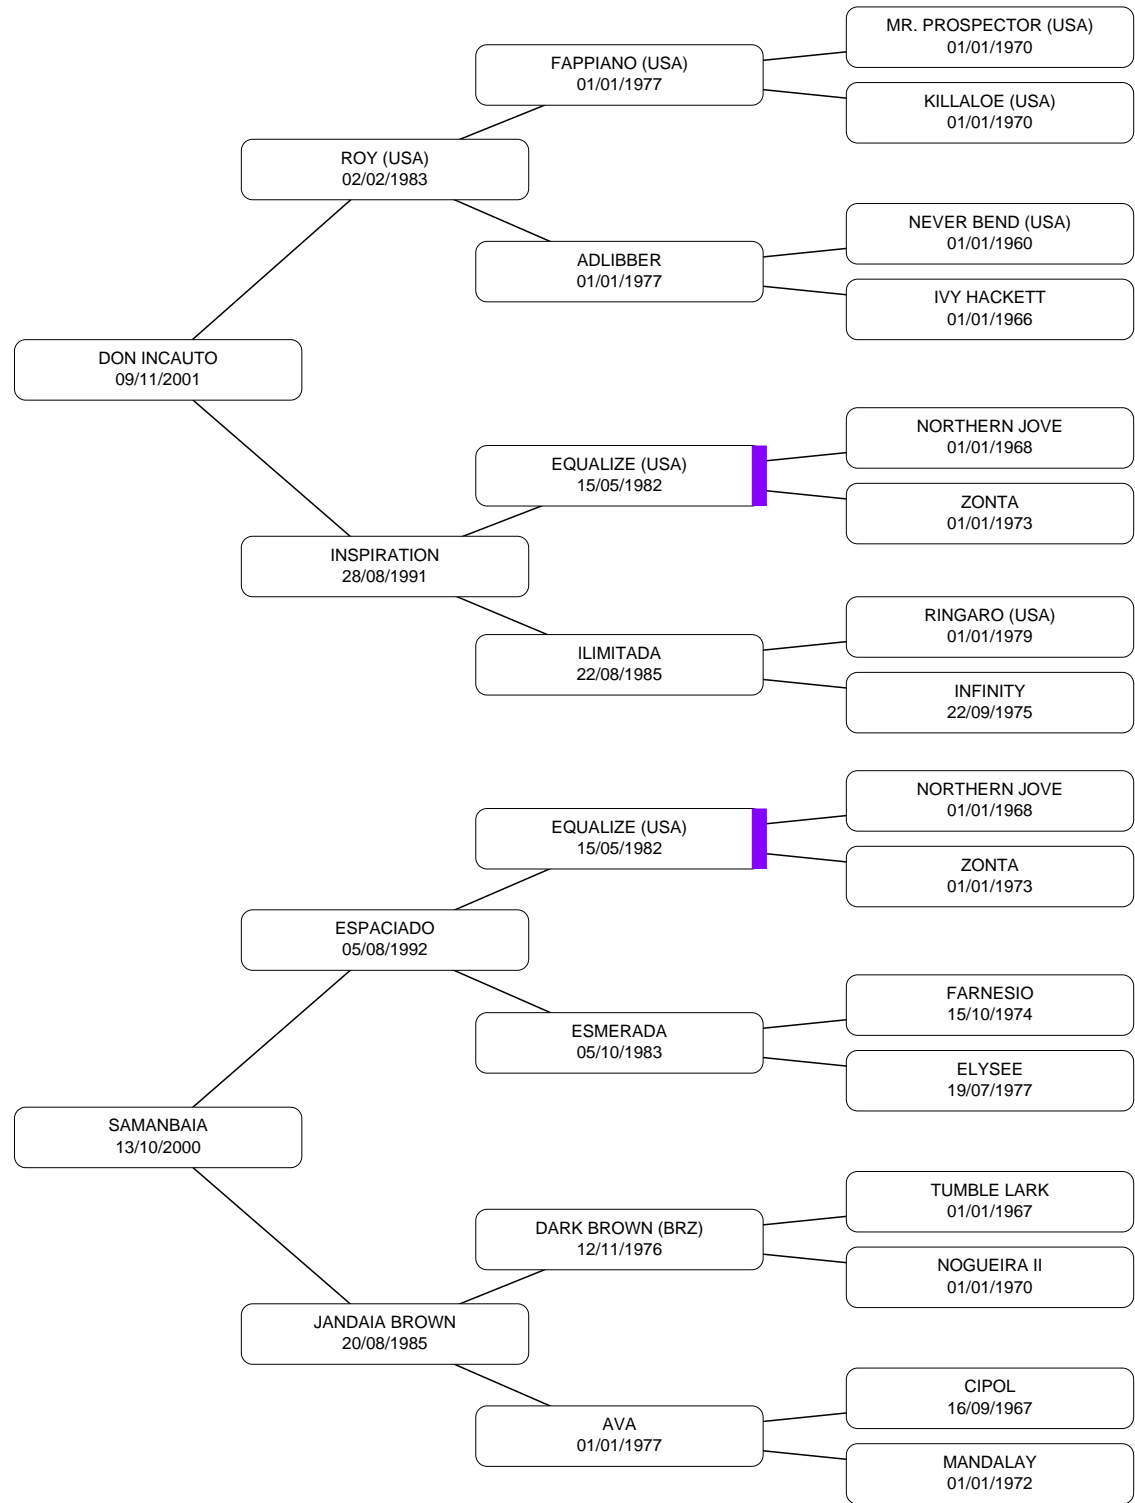 MR. PROSPECTOR (USA)
01/01/1970
FAPPIANO (USA)
01/01/1977
KILLALOE (USA)
01/01/1970
ROY (USA)
02/02/1983
NEVER BEND (USA)
01/01/1960
ADLIBBER
01/01/1977
IVY HACKETT
01/01/1966
DON INCAUTO
09/11/2001
NORTHERN JOVE
01/01/1968
EQUALIZE (USA)
15/05/1982
ZONTA
01/01/1973
INSPIRATION
28/08/1991
RINGARO (USA)
01/01/1979
ILIMITADA
22/08/1985
INFINITY
22/09/1975
NORTHERN JOVE
01/01/1968
EQUALIZE (USA)
15/05/1982
ZONTA
01/01/1973
ESPACIADO
05/08/1992
FARNESIO
15/10/1974
ESMERADA
05/10/1983
ELYSEE
19/07/1977
SAMANBAIA
13/10/2000
TUMBLE LARK
01/01/1967
DARK BROWN (BRZ)
12/11/1976
NOGUEIRA II
01/01/1970
JANDAIA BROWN
20/08/1985
CIPOL
16/09/1967
AVA
01/01/1977
MANDALAY
01/01/1972